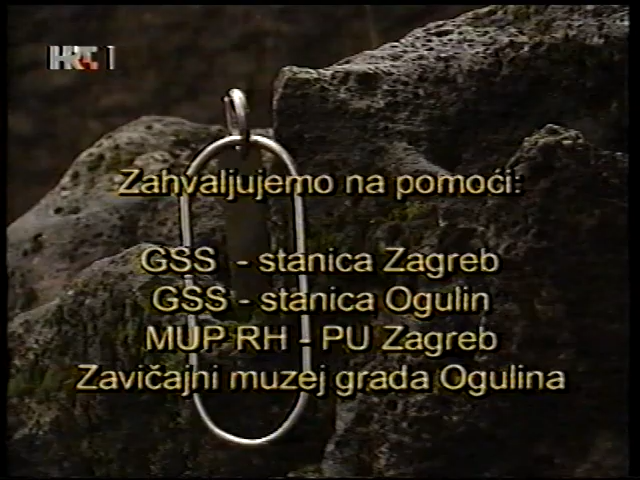 HRT 1
Zahvaljujemo na pomoći:
GSS - stanica Zagreb
GSS - stanica Ogulin
MUP RH - PU Zagreb
Zavičajni muzej grada Ogulina